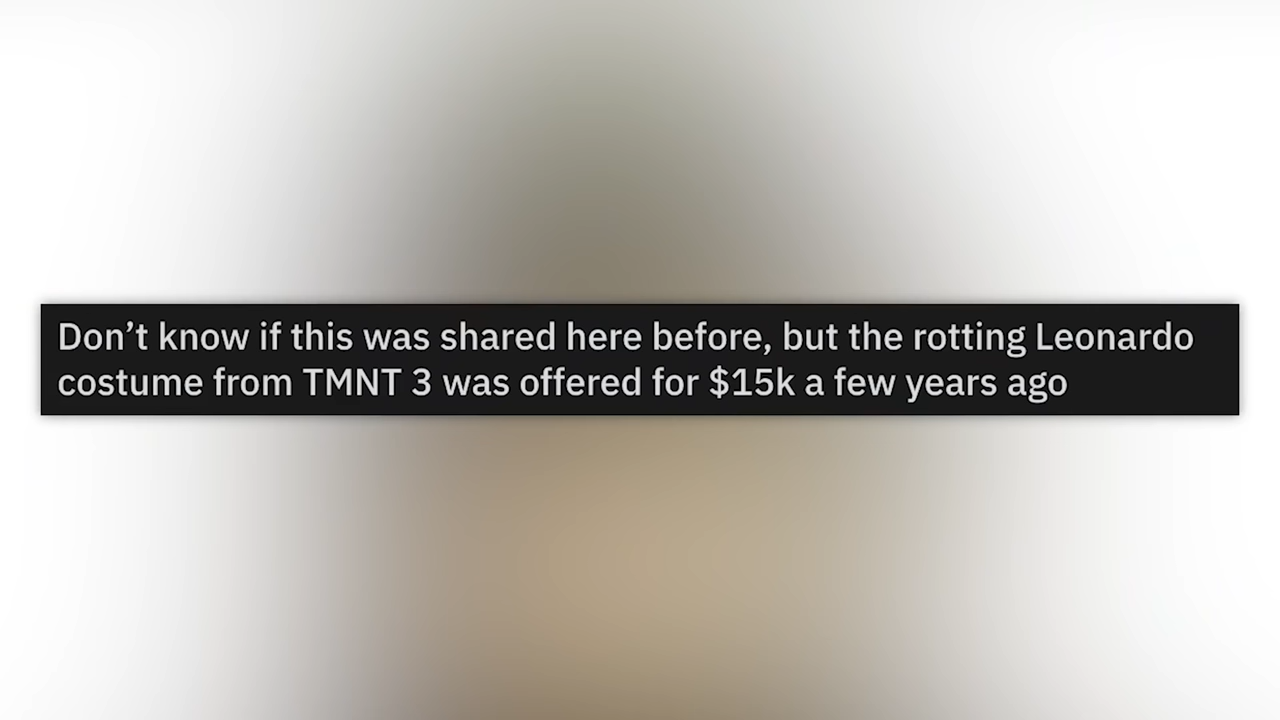 Don’t know if this was shared here before, but the rotting Leonardo
costume from TMNT 3 was offered for $15k a few years ago